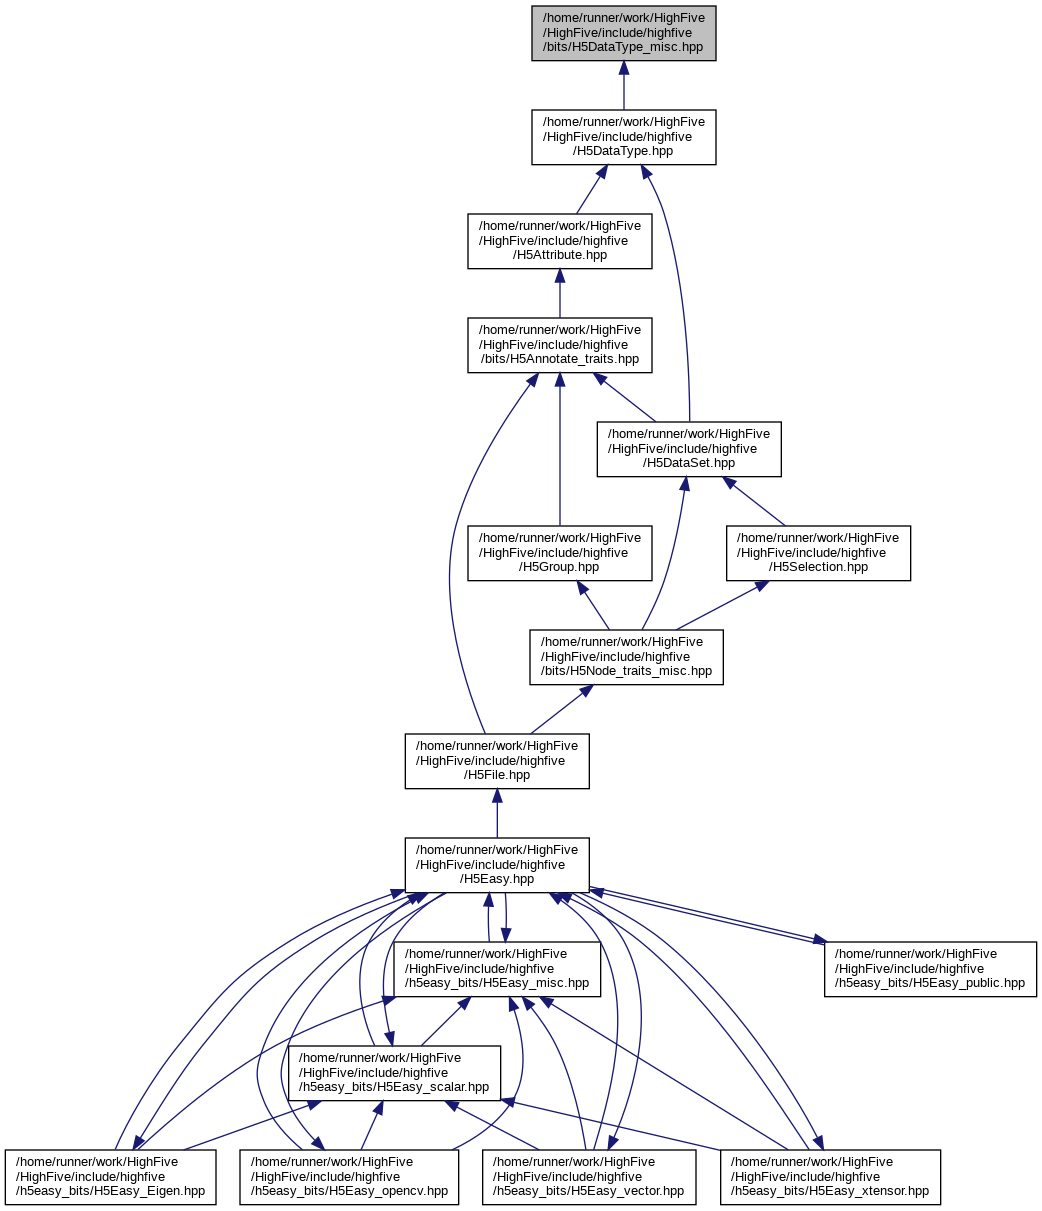 /home/runner/work/HighFive
/HighFive/include/highfive
/bits/H5DataType_misc.hpp
/home/runner/work/HighFive
/HighFive/include/highfive
/H5DataType.hpp
/home/runner/work/HighFive
/HighFive/include/highfive
/H5Attribute.hpp
/home/runner/work/HighFive
/HighFive/include/highfive
/bits/H5Annotate_traits.hpp
/home/runner/work/HighFive
/HighFive/include/highfive
/H5DataSet.hpp
/home/runner/work/HighFive
/HighFive/include/highfive
/H5Group.hpp
/home/runner/work/HighFive
/HighFive/include/highfive
/H5Selection.hpp
/home/runner/work/HighFive
/HighFive/include/highfive
/bits/H5Node_traits_misc.hpp
/home/runner/work/HighFive
/HighFive/include/highfive
/H5File.hpp
/home/runner/work/HighFive
/HighFive/include/highfive
/H5Easy.hpp
/home/runner/work/HighFive
/HighFive/include/highfive
/h5easy_bits/H5Easy_misc.hpp
/home/runner/work/HighFive
/HighFive/include/highfive
/h5easy_bits/H5Easy_public.hpp
/home/runner/work/HighFive
/HighFive/include/highfive
/h5easy_bits/H5Easy_scalar.hpp
/home/runner/work/HighFive
/HighFive/include/highfive
/h5easy_bits/H5Easy_Eigen.hpp
/home/runner/work/HighFive
/HighFive/include/highfive
/h5easy_bits/H5Easy_opencv.hpp
/home/runner/work/HighFive
/HighFive/include/highfive
/h5easy_bits/H5Easy_vector.hpp
/home/runner/work/HighFive
/HighFive/include/highfive
/h5easy_bits/H5Easy_xtensor.hpp